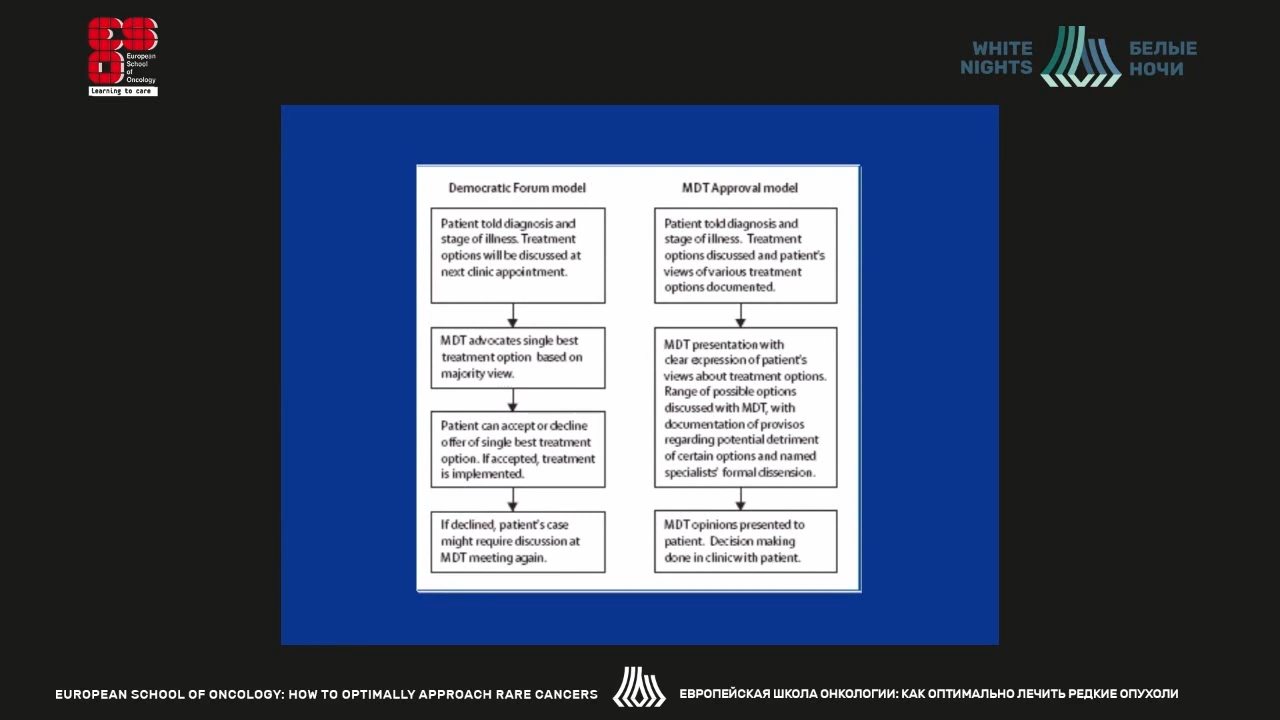 European
School
of
Oncology
Learning to care
WHITE
NIGHTS
БЕЛЫЕ
НОЧИ
Democratic Forum model
Patient told diagnosis and
stage of illness. Treatment
options will be discussed at
next clinic appointment.
MDT advocates single best
treatment option based on
majority view.
Patient can accept or decline
offer of single best treatment
option. If accepted, treatment
is implemented.
If declined, patient's case
might require discussion at
MDT meeting again.
MDT Approval model
Patient told diagnosis and
stage of illness. Treatment
options discussed and patient's
views of various treatment
options documented.
MDT presentation with
clear expression of patient's
views about treatment options.
Range of possible options
discussed with MDT, with
documentation of provisos
regarding potential detriment
of certain options and named
specialists' formal dissension.
MDT opinions presented to
patient. Decision making
done in clinic with patient.
EUROPEAN SCHOOL OF ONCOLOGY: HOW TO OPTIMALLY APPROACH RARE CANCERS
ЕВРОПЕЙСКАЯ ШКОЛА ОНКОЛОГИИ: КАК ОПТИМАЛЬНО ЛЕЧИТЬ РЕДКИЕ ОПУХОЛИ